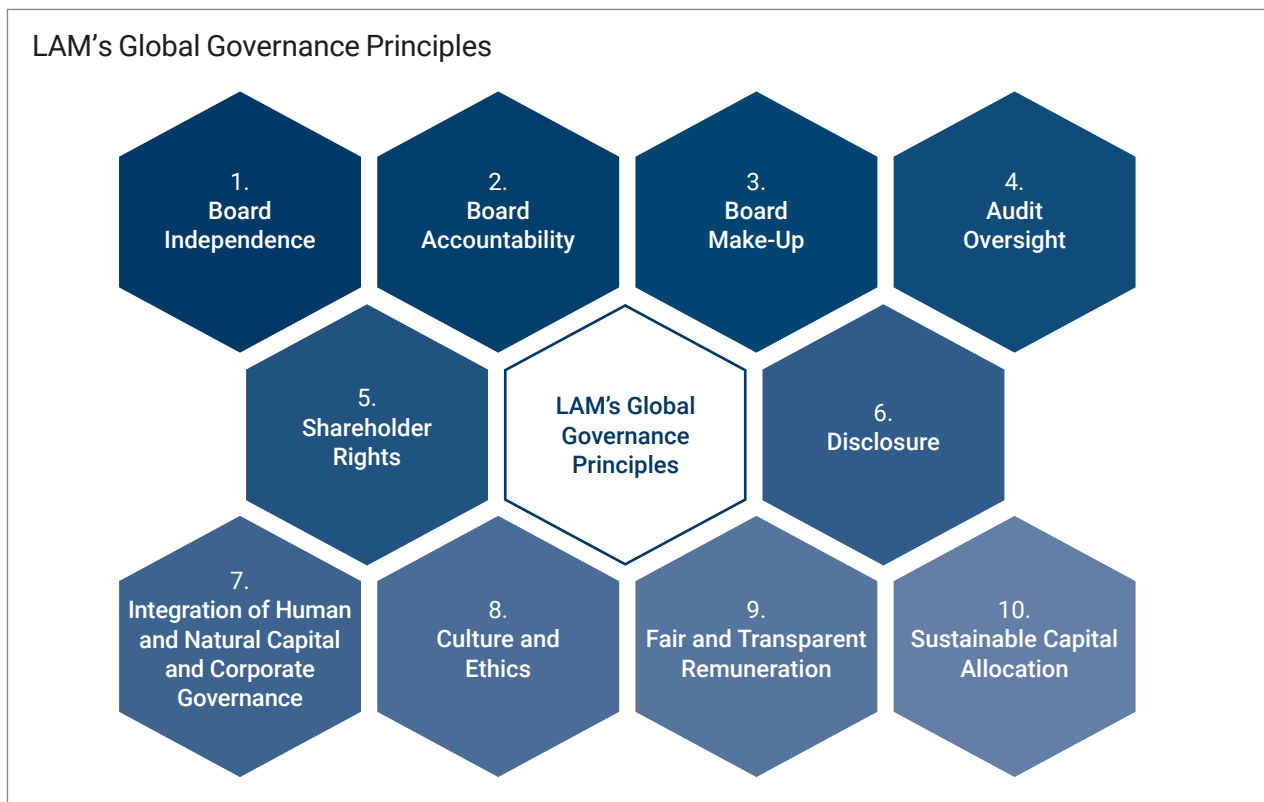 LAM’s Global Governance Principles
1.
Board
Independence
2.
Board
Accountability
3.
Board
Make-Up
4.
Audit
Oversight
5.
Shareholder
Rights
LAM’s Global
Governance
Principles
6.
Disclosure
7.
Integration of Human
and Natural Capital
and Corporate
Governance
8.
Culture and
Ethics
9.
Fair and Transparent
Remuneration
10.
Sustainable Capital
Allocation